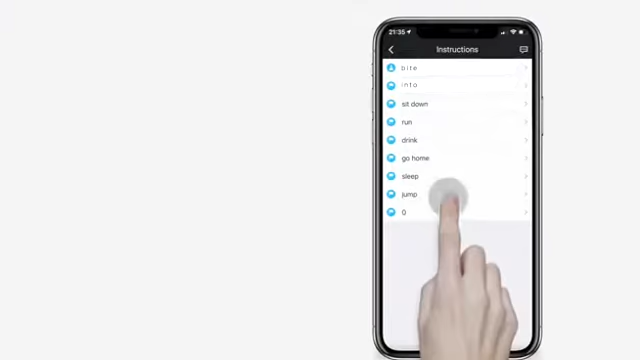 21:35
Instructions
bite
into
sit down
run
drink
go home
sleep
jump
0